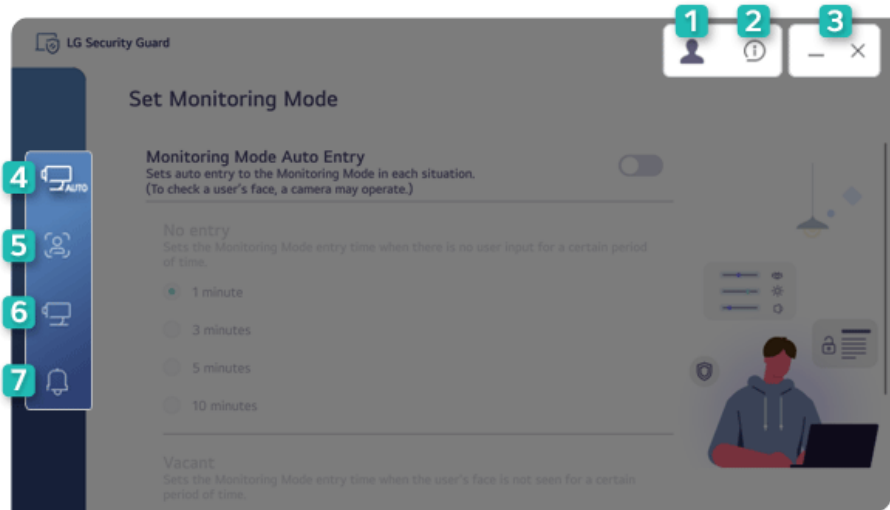 1 2 3
LG Security Guard
Set Monitoring Mode
Monitoring Mode Auto Entry
Sets auto entry to the Monitoring Mode in each situation.
(To check a user's face, a camera may operate.)
4 AUTO
No entry
Sets the Monitoring Mode entry time when there is no user input for a certain period
of time.
5
1 minute
6
3 minutes
5 minutes
7
10 minutes
Vacant
Sets the Monitoring Mode entry time when the user's face is not seen for a certain
period of time.